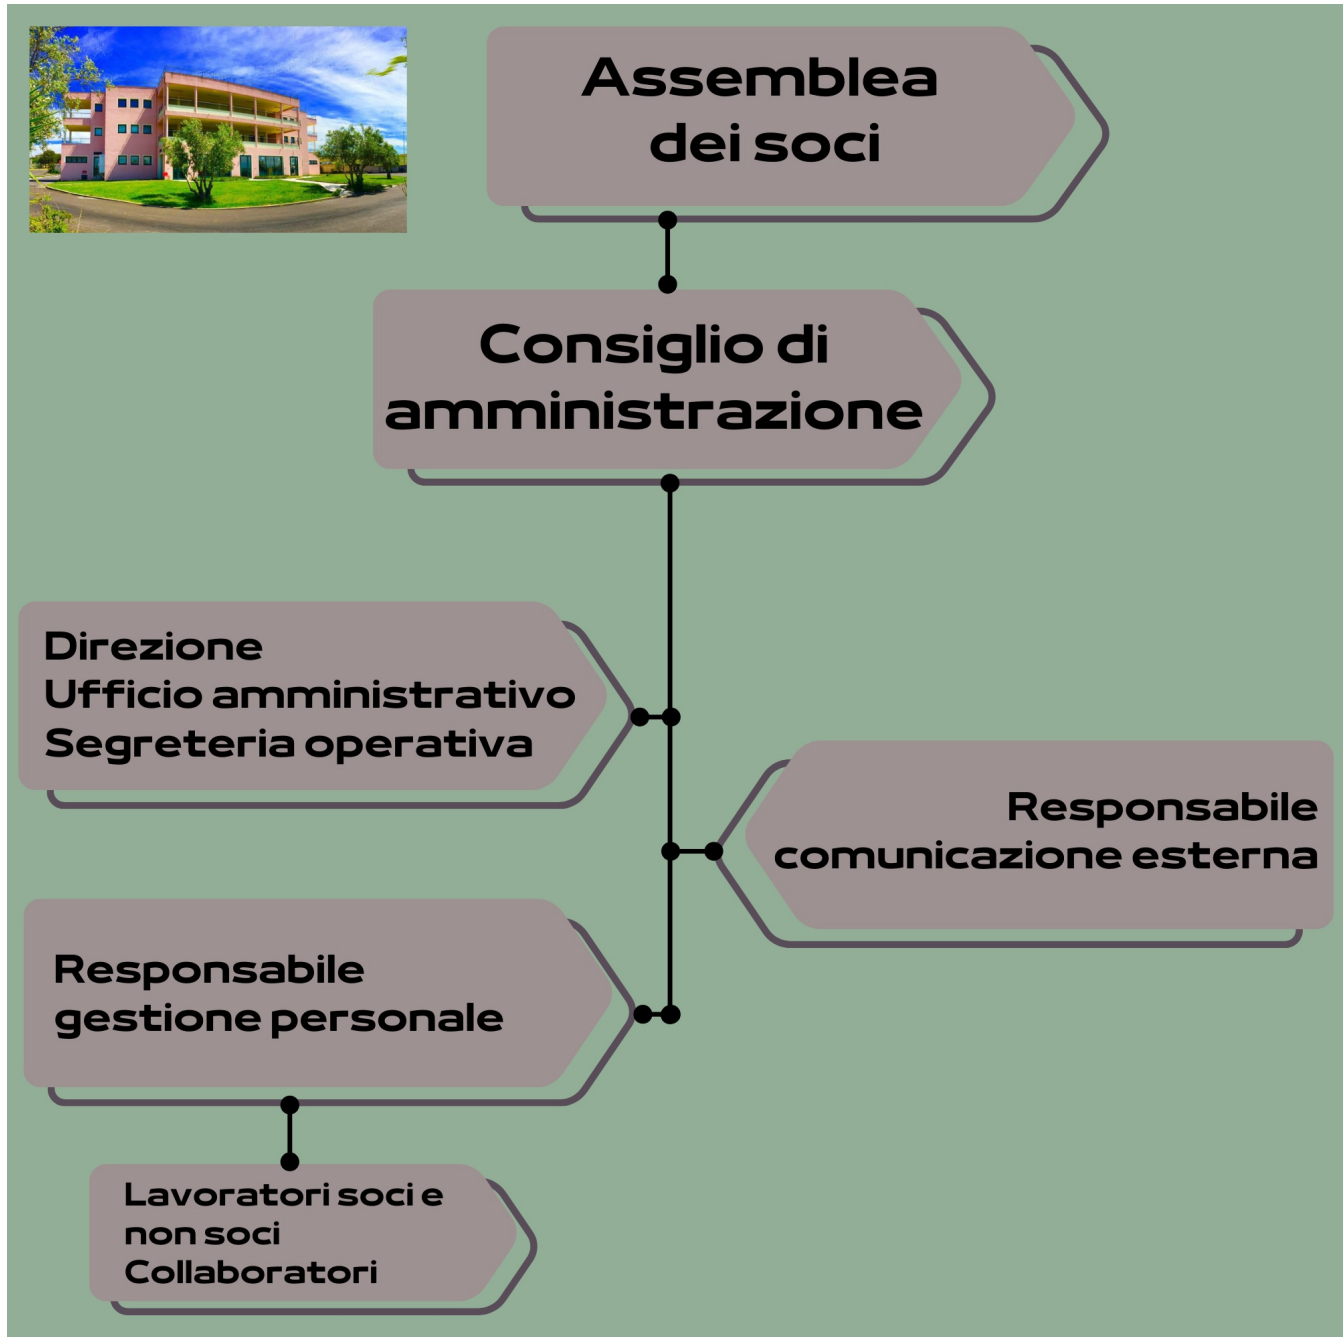 Assemblea
dei soci
Consiglio di
amministrazione
Direzione
Ufficio amministrativo
Segreteria operativa
Responsabile
comunicazione esterna
Responsabile
gestione personale
Lavoratori soci e
non soci
Collaboratori